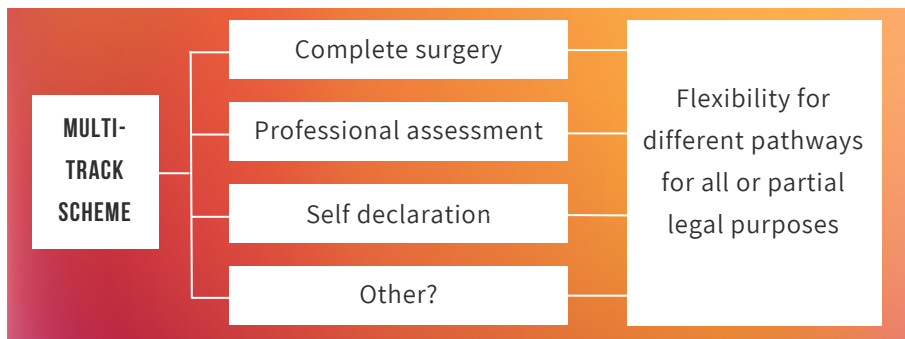 MULTI-
TRACK
SCHEME
Complete surgery
Professional assessment
Self declaration
Other?
Flexibility for
different pathways
for all or partial
legal purposes